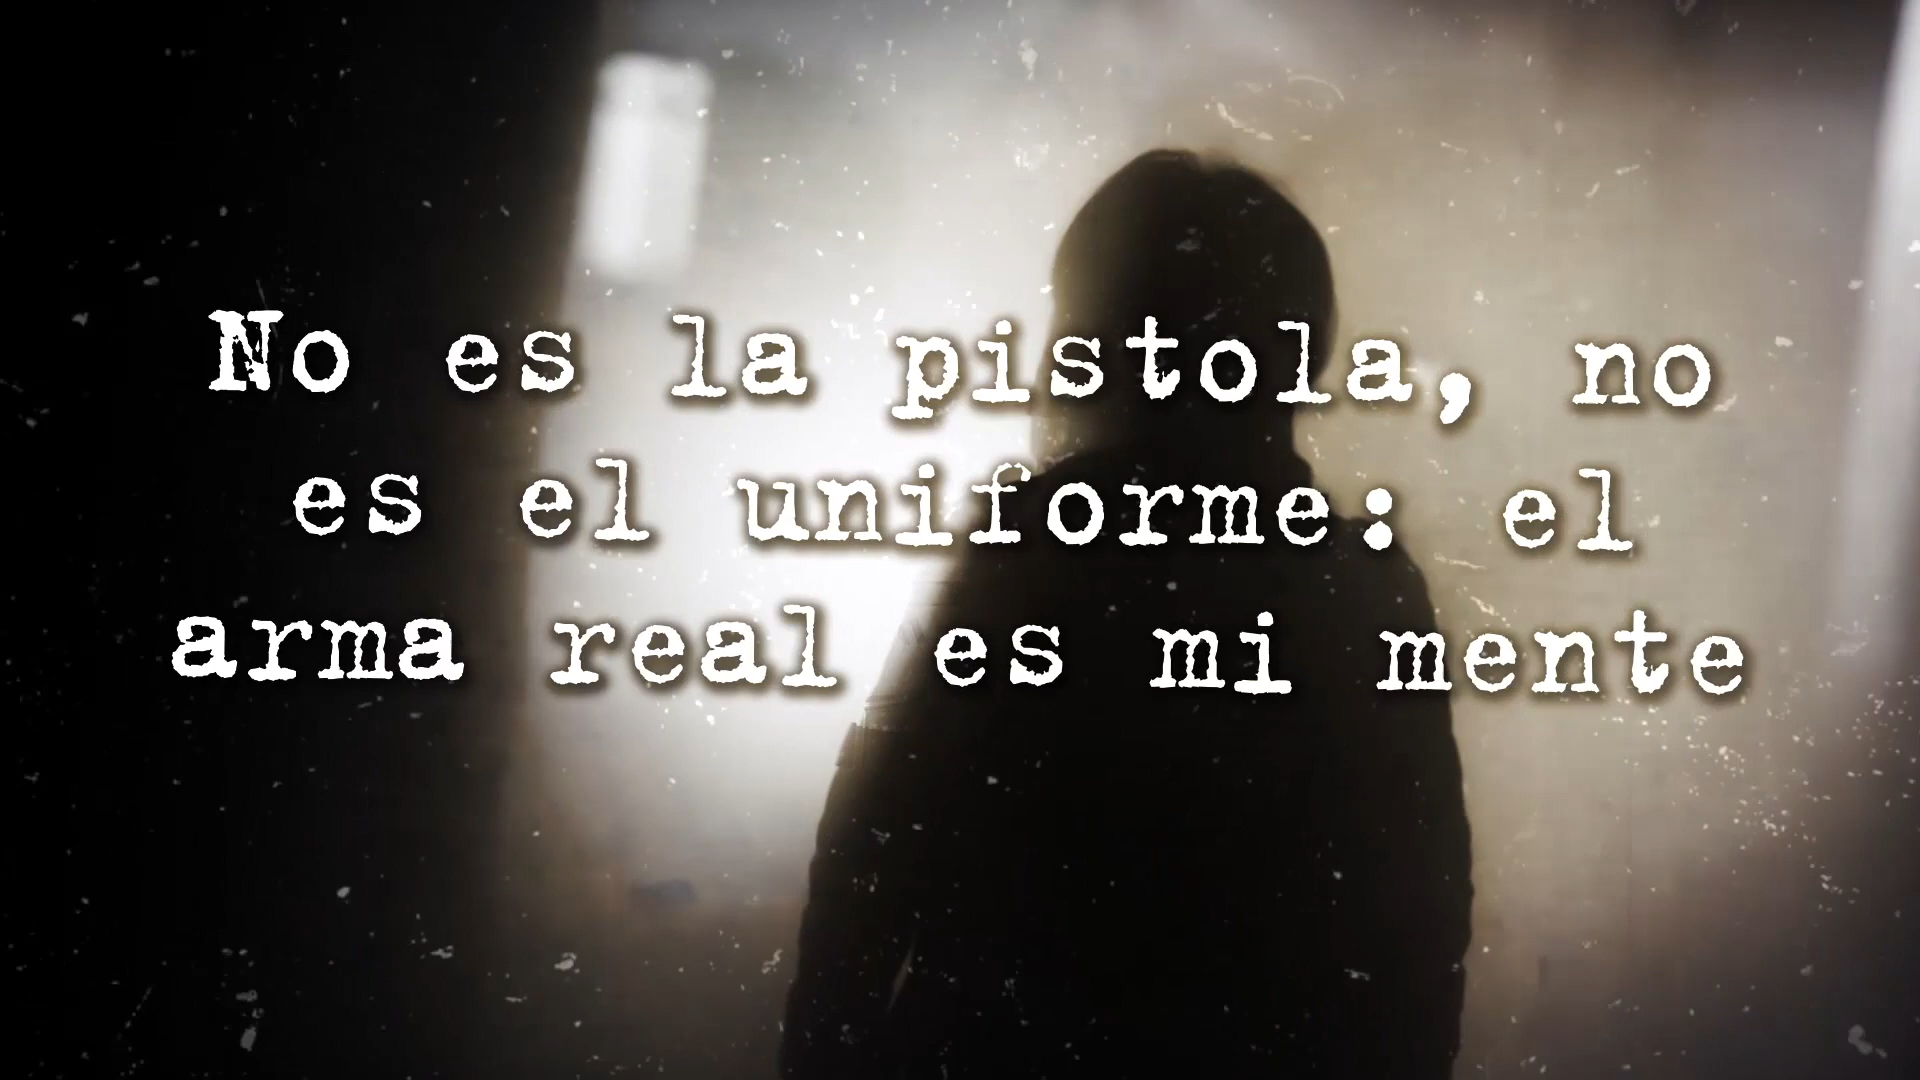 No es la pistola, no
es el uniforme: el
arma real es mi mente